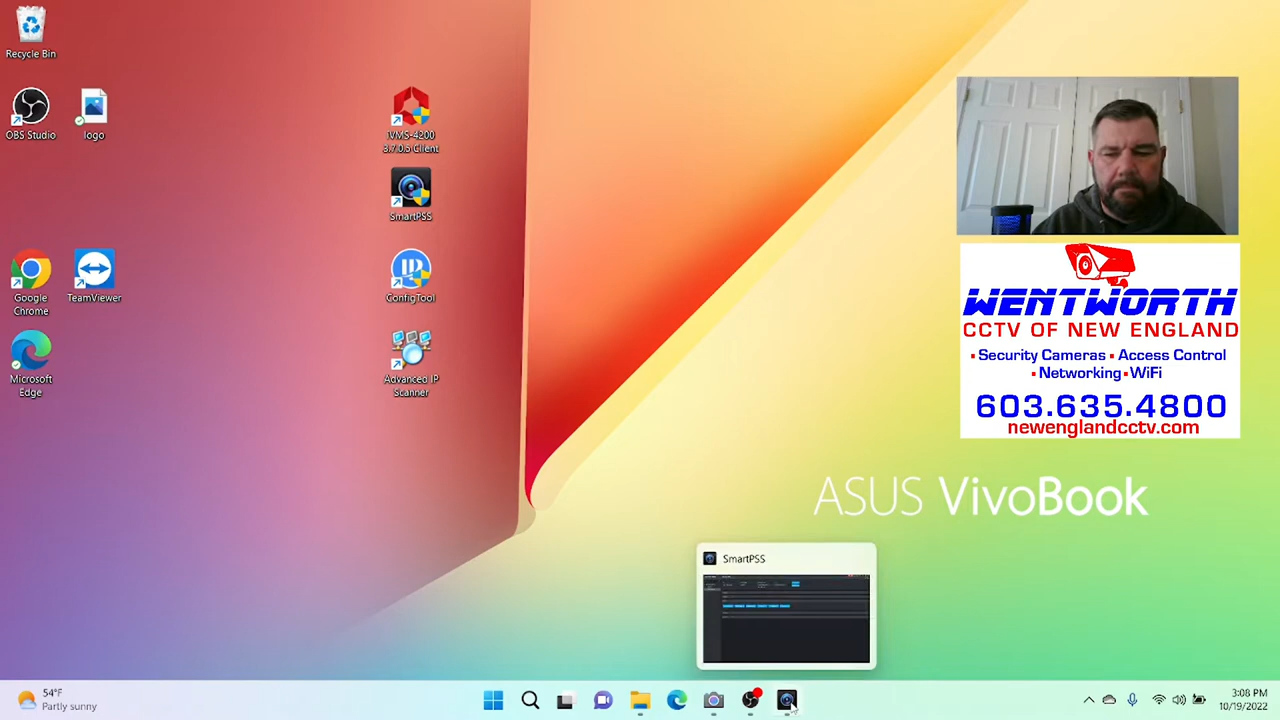 Recycle Bin
OBS Studio
logo
iVMS-4200
3.7.0.5 Client
SmartPSS
Google
Chrome
TeamViewer
ConfigTool
Microsoft
Edge
Advanced IP
Scanner
WENTWORTH
CCTV OF NEW ENGLAND
• Security Cameras • Access Control
• Networking • WiFi
603.635.4800
newenglandcctv.com
ASUS VivoBook
SmartPSS
54°F
Partly sunny
3:08 PM
10/19/2022